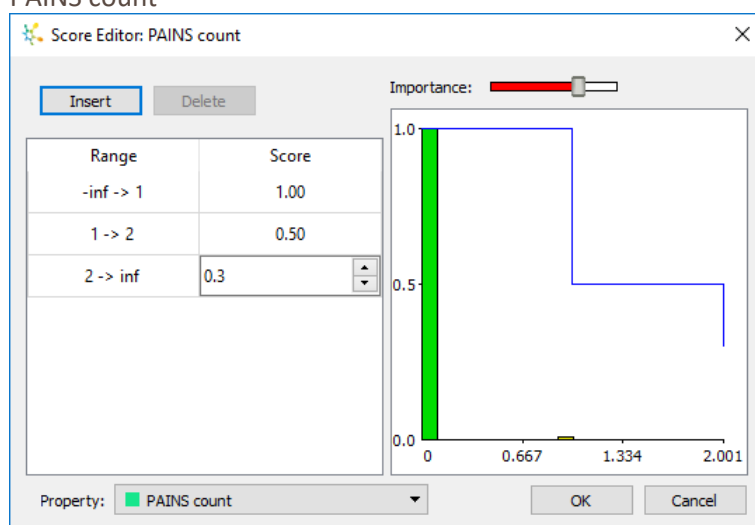 PAINS count
Score Editor: PAINS count
Insert Delete
Importance:
Range Score
-inf -> 1 1.00
1 -> 2 0.50
2 -> inf 0.3
1.0
0.5
0.0
0 0.667 1.334 2.001
Property: PAINS count
OK Cancel